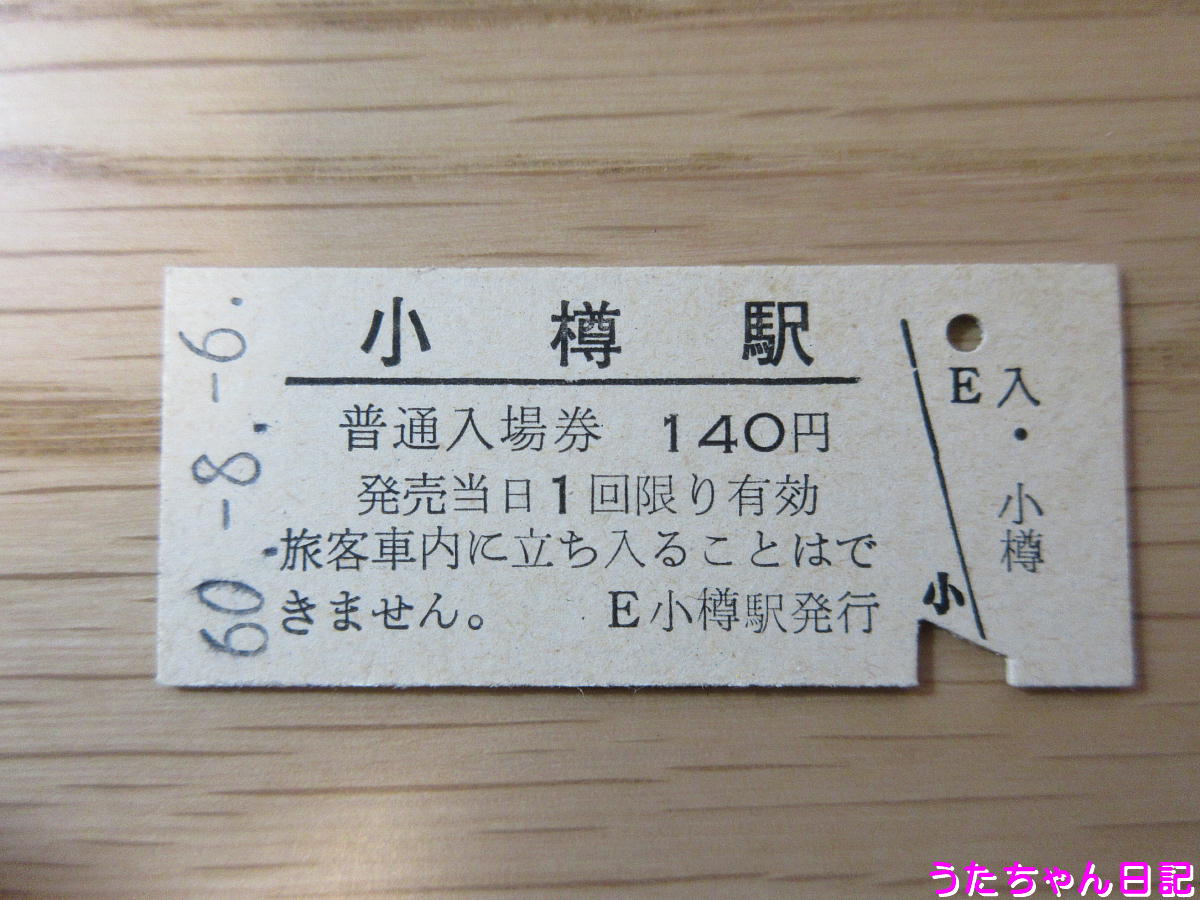 60.-8.-6.
小樽駅
普通入場券 140円
発売当日1回限り有効
旅客車内に立ち入ることはで
きません。 E小樽駅発行
小
E
入・小樽
うたちゃん日記